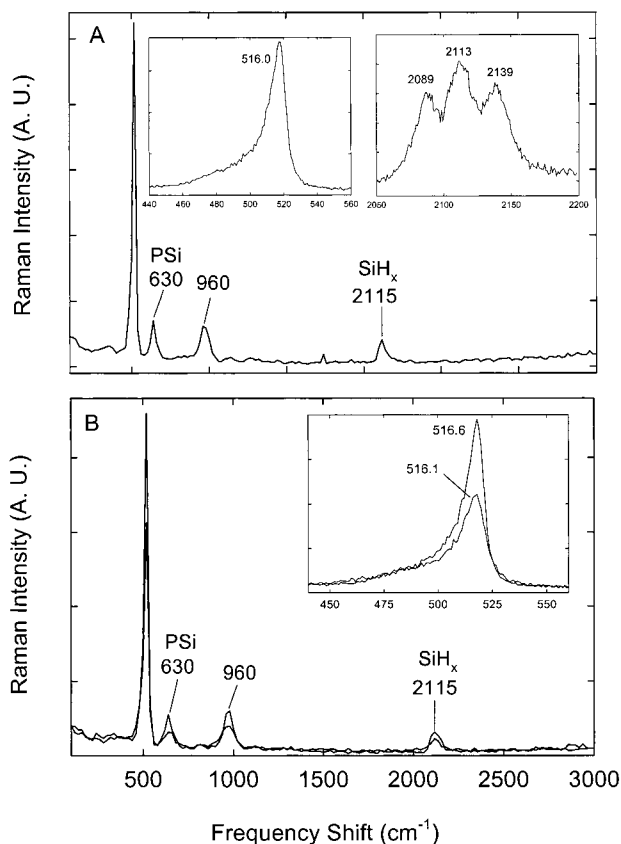 A
Raman Intensity (A. U.)
516.0
440 460 480 500 520 540 560
2089
2113
2139
2050 2100 2150 2200
PSi
630
960
SiHx
2115
B
Raman Intensity (A. U.)
516.6
516.1
450 475 500 525 550
PSi
630
960
SiHx
2115
500 1000 1500 2000 2500 3000
Frequency Shift (cm-1)